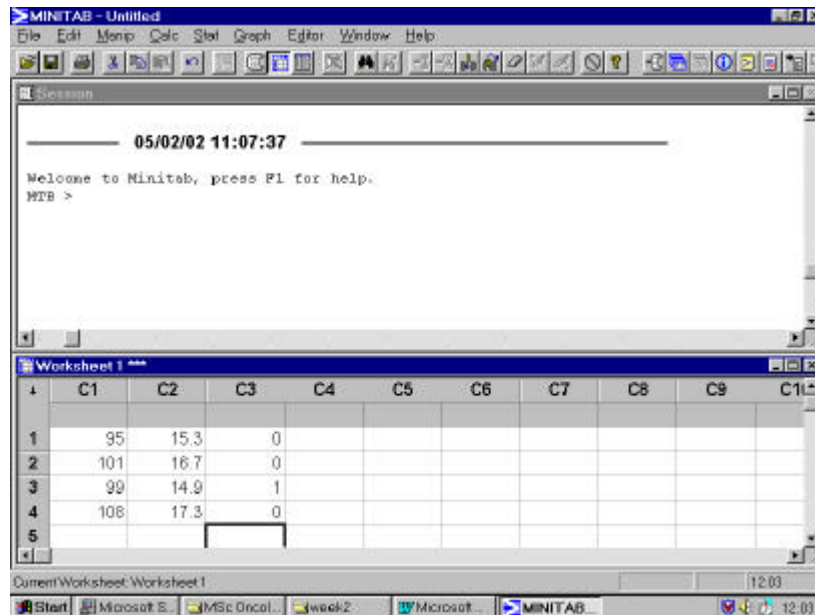 MINITAB - Untitled
File Edit Manip Calc Stat Graph Editor Window Help
Session
05/02/02 11:07:37
Welcome to Minitab, press F1 for help.
MTB >
Worksheet 1 ***
C1 C2 C3 C4 C5 C6 C7 C8 C9
1 95 15.3 0
2 101 16.7 0
3 99 14.9 1
4 108 17.3 0
5
Current Worksheet: Worksheet 1 12:03
Start Microsoft S... MSc Oncol... week2 Microsoft ... MINITAB... 12:03